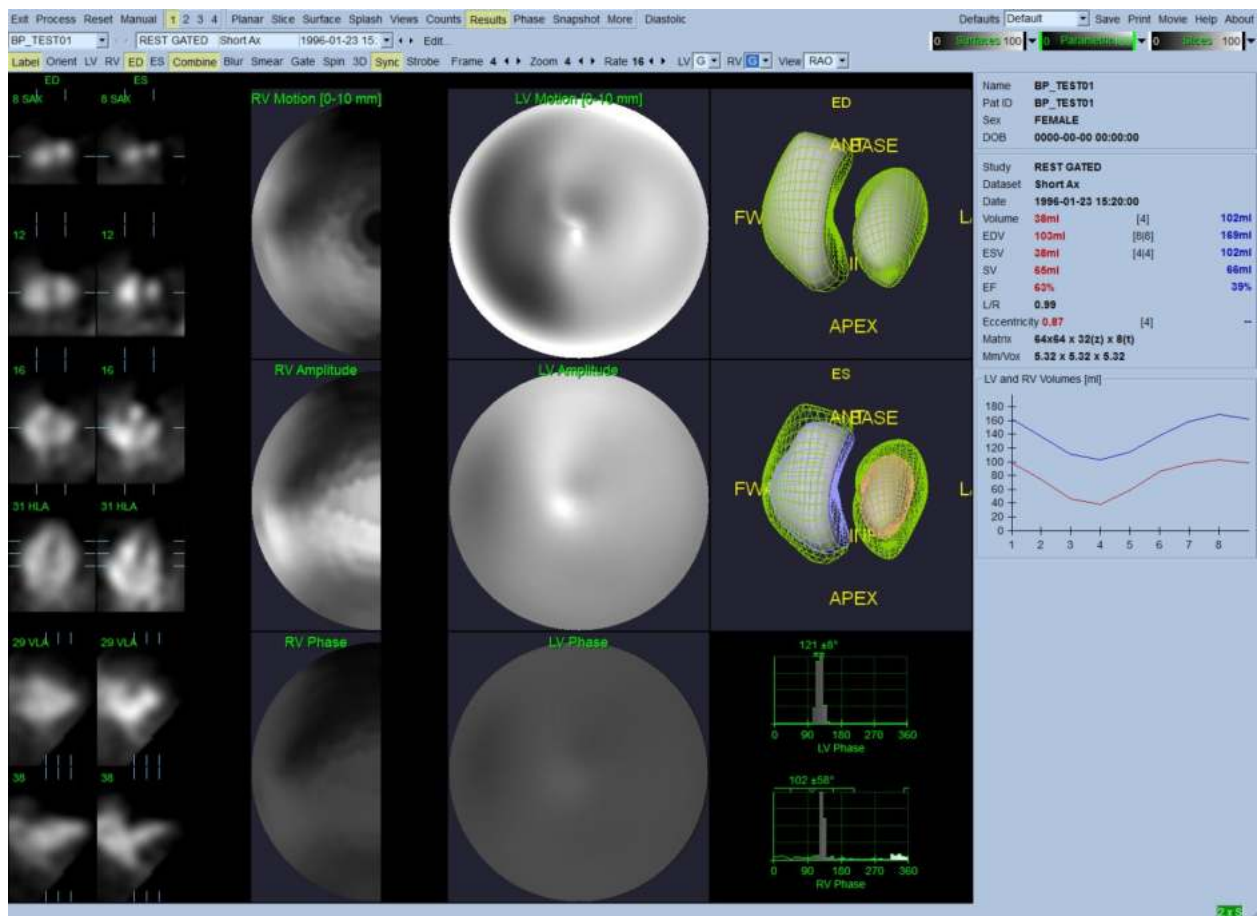 Exit Process Reset Manual 1 2 3 4 Planar Slice Surface Splash Views Counts Results Phase Snapshot More Diastolic Defaults Default Save Print Movie Help About
BP_TEST01 REST GATED Short Ax 1996-01-23 15: Edit... 0 Surfaces 100 0 Parametric 0 Slices 100
Label Orient LV RV ED ES Combine Blur Smear Gate Spin 3D Sync Strobe Frame 4 Zoom 4 Rate 16 LV G RV G View RAO
ED ES
8 SAX 8 SAX
12 12
16 16
31 HLA 31 HLA
29 VLA 29 VLA
38 38
RV Motion [0-10 mm] LV Motion [0-10 mm]
RV Amplitude LV Amplitude
RV Phase LV Phase
ED
ANT BASE
FW
APEX
ES
ANT BASE
FW
APEX
121 ±6°
0 90 180 270 360
LV Phase
102 ±58°
0 90 180 270 360
RV Phase
Name BP_TEST01
Pat ID BP_TEST01
Sex FEMALE
DOB 0000-00-00 00:00:00
Study REST GATED
Dataset Short Ax
Date 1996-01-23 15:20:00
Volume 38ml [4] 102ml
EDV 103ml [8|8] 169ml
ESV 38ml [4|4] 102ml
SV 65ml 66ml
EF 63% 39%
L/R 0.99
Eccentricity 0.87 [4] --
Matrix 64x64 x 32(z) x 8(t)
Mm/Vox 5.32 x 5.32 x 5.32
LV and RV Volumes [ml]
180
160
140
120
100
80
60
40
20
0
1 2 3 4 5 6 7 8